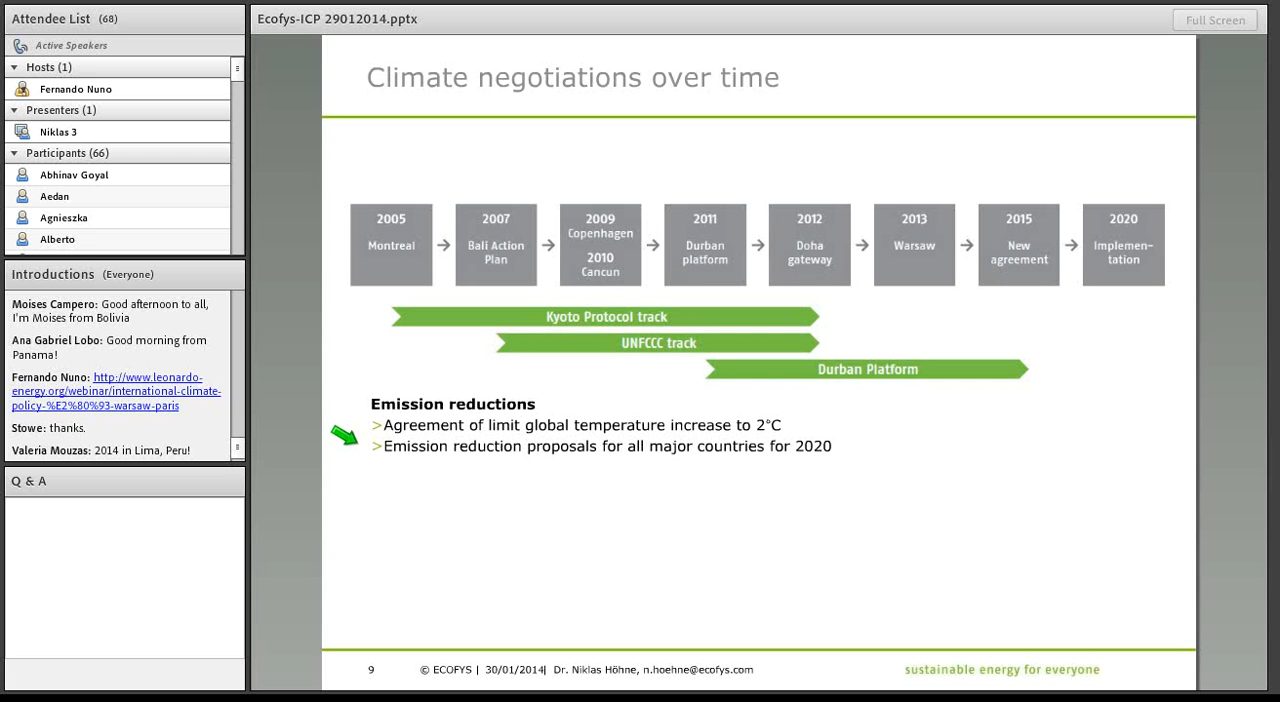 Attendee List (68)
Active Speakers
Hosts (1)
Fernando Nuno
Presenters (1)
Niklas 3
Participants (66)
Abhinav Goyal
Aedan
Agnieszka
Alberto
Introductions (Everyone)
Moises Campero: Good afternoon to all,
I'm Moises from Bolivia
Ana Gabriel Lobo: Good morning from
Panama!
Fernando Nuno: http://www.leonardo-
energy.org/webinar/international-climate-
policy-%E2%80%93-warsaw-paris
Stowe: thanks.
Valeria Mouzas: 2014 in Lima, Peru!
Q & A
Ecofys-ICP 29012014.pptx
Full Screen
Climate negotiations over time
2005
Montreal
2007
Bali Action
Plan
2009
Copenhagen
2010
Cancun
2011
Durban
platform
2012
Doha
gateway
2013
Warsaw
2015
New
agreement
2020
Implemen-
tation
Kyoto Protocol track
UNFCCC track
Durban Platform
Emission reductions
>Agreement of limit global temperature increase to 2°C
>Emission reduction proposals for all major countries for 2020
9
© ECOFYS | 30/01/2014| Dr. Niklas Höhne, n.hoehne@ecofys.com
sustainable energy for everyone